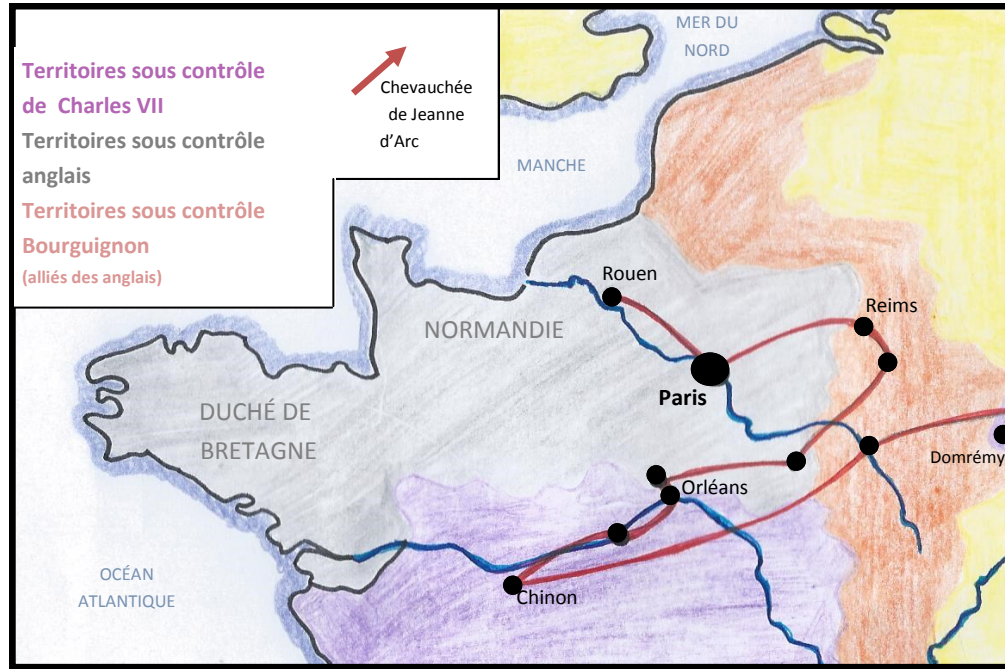 Territoires sous contrôle
de Charles VII
Territoires sous contrôle
anglais
Territoires sous contrôle
Bourguignon
(alliés des anglais)
Chevauchée
de Jeanne
d'Arc
MER DU
NORD
MANCHE
Rouen
Reims
NORMANDIE
Paris
DUCHÉ DE
BRETAGNE
Domrémy
Orléans
OCÉAN
ATLANTIQUE
Chinon